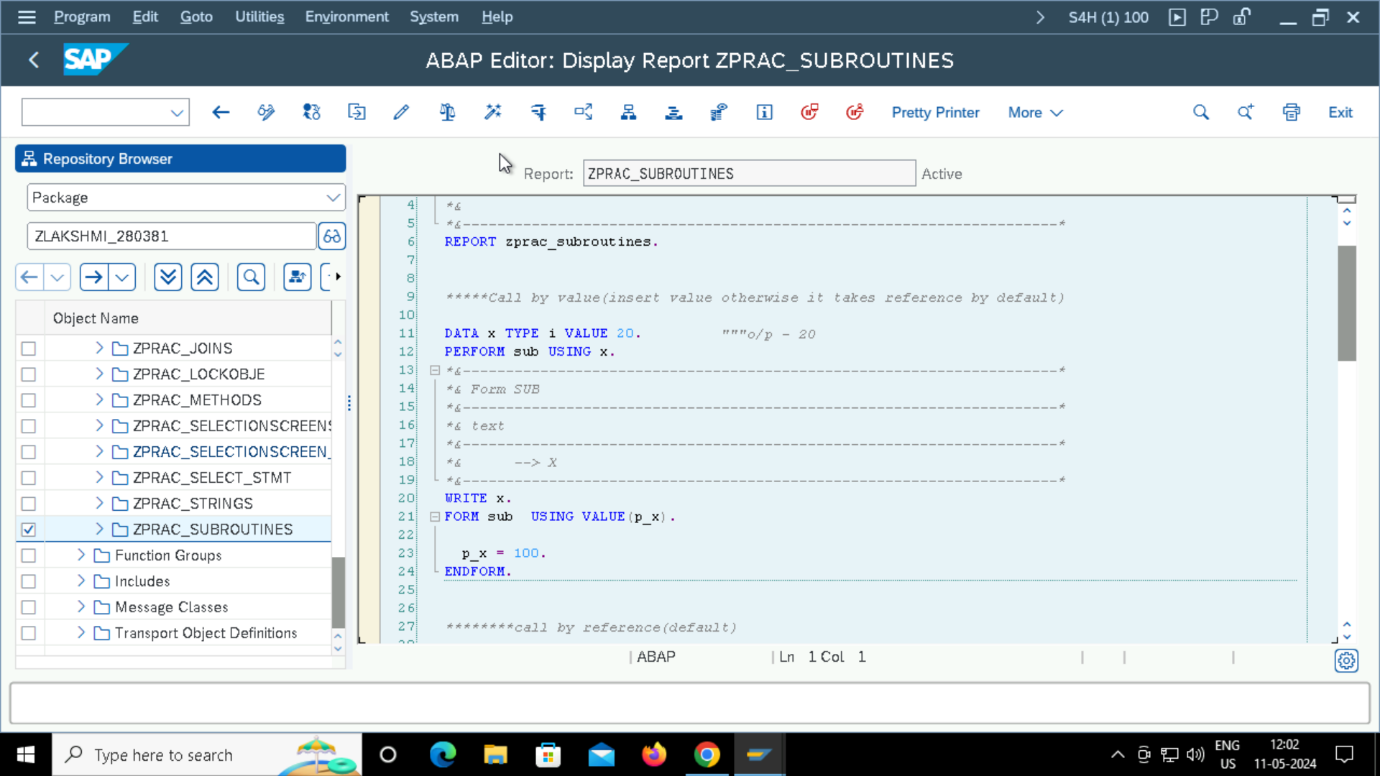 Program Edit Goto Utilities Environment System Help
S4H (1) 100
SAP
ABAP Editor: Display Report ZPRAC_SUBROUTINES
Pretty Printer More Exit
Repository Browser
Package
ZLAKSHMI_280381
Object Name
ZPRAC_JOINS
ZPRAC_LOCKOBJE
ZPRAC_METHODS
ZPRAC_SELECTIONSCREENS
ZPRAC_SELECTIONSCREEN_
ZPRAC_SELECT_STMT
ZPRAC_STRINGS
ZPRAC_SUBROUTINES
Function Groups
Includes
Message Classes
Transport Object Definitions
Report: ZPRAC_SUBROUTINES Active
4 *&
5 *&---------------------------------------------------------------------*
6 REPORT zprac_subroutines.
7
8
9 *****Call by value(insert value otherwise it takes reference by default)
10
11 DATA x TYPE i VALUE 20. """o/p - 20
12 PERFORM sub USING x.
13 *&---------------------------------------------------------------------*
14 *& Form SUB
15 *&---------------------------------------------------------------------*
16 *& text
17 *&---------------------------------------------------------------------*
18 *& --> X
19 *&---------------------------------------------------------------------*
20 WRITE x.
21 FORM sub USING VALUE(p_x).
22
23 p_x = 100.
24 ENDFORM.
25
26
27 ********call by reference(default)
ABAP Ln 1 Col 1
Type here to search
ENG
US
12:02
11-05-2024